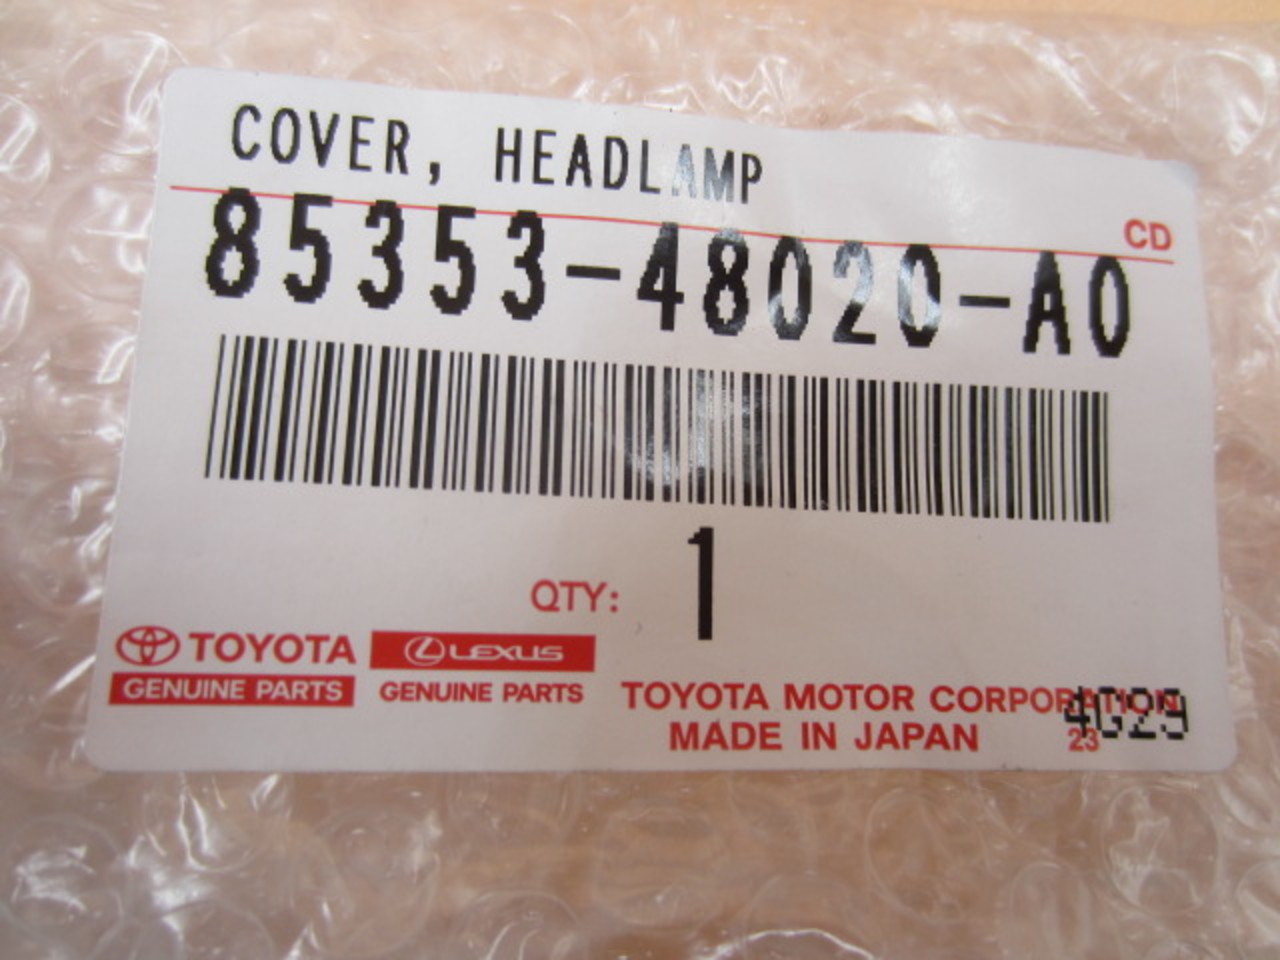 COVER, HEADLAMP
CD
85353-48020-A0
QTY: 1
TOYOTA
GENUINE PARTS
LEXUS
GENUINE PARTS
TOYOTA MOTOR CORPORATION
MADE IN JAPAN
23
4G29